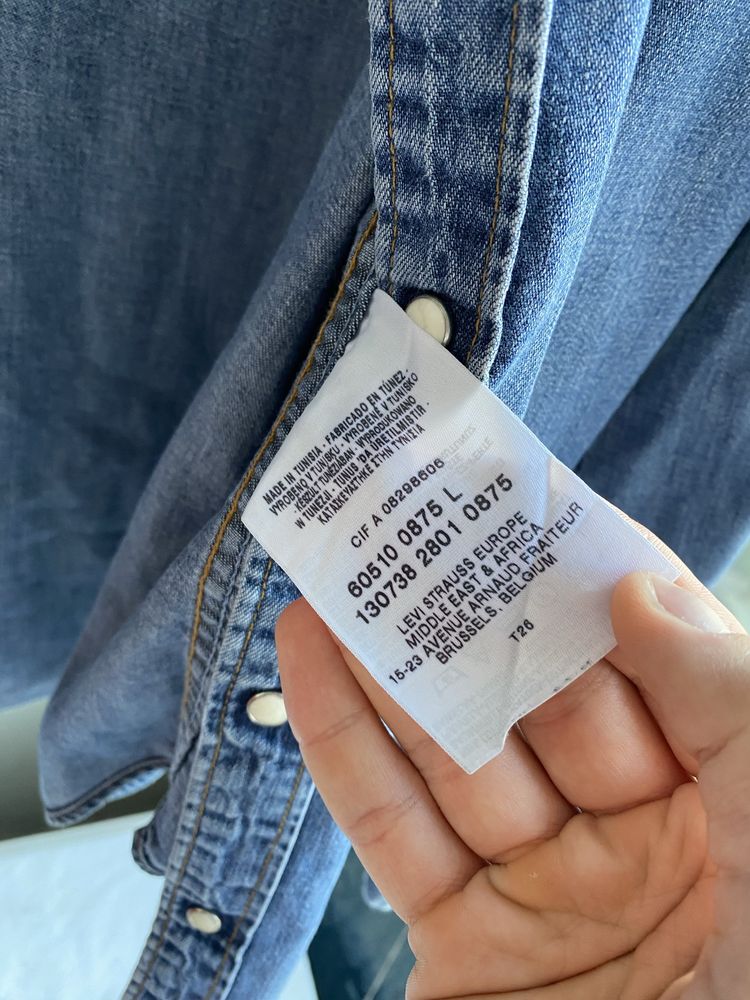 MADE IN TUNISIA · FABRICADO EN TÚNEZ ·
VYROBENO V TUNISKU · VYROBENÉ V TUNISKO
· KÉSZÜLT TUNÉZIÁBAN · WYPRODUKOWANO
W TUNEZJI · TUNUS 'DA ÜRETILMISTIR ·
ΚΑΤΑΣΚΕΥΑΣΤΗΚΕ ΣΤΗΝ ΤΥΝΙΣΙΑ
CIF A 08298606
60510 0875 L
130738 2801 0875
LEVI STRAUSS EUROPE
MIDDLE EAST & AFRICA
15-23 AVENUE ARNAUD FRAITEUR
BRUSSELS, BELGIUM
T26